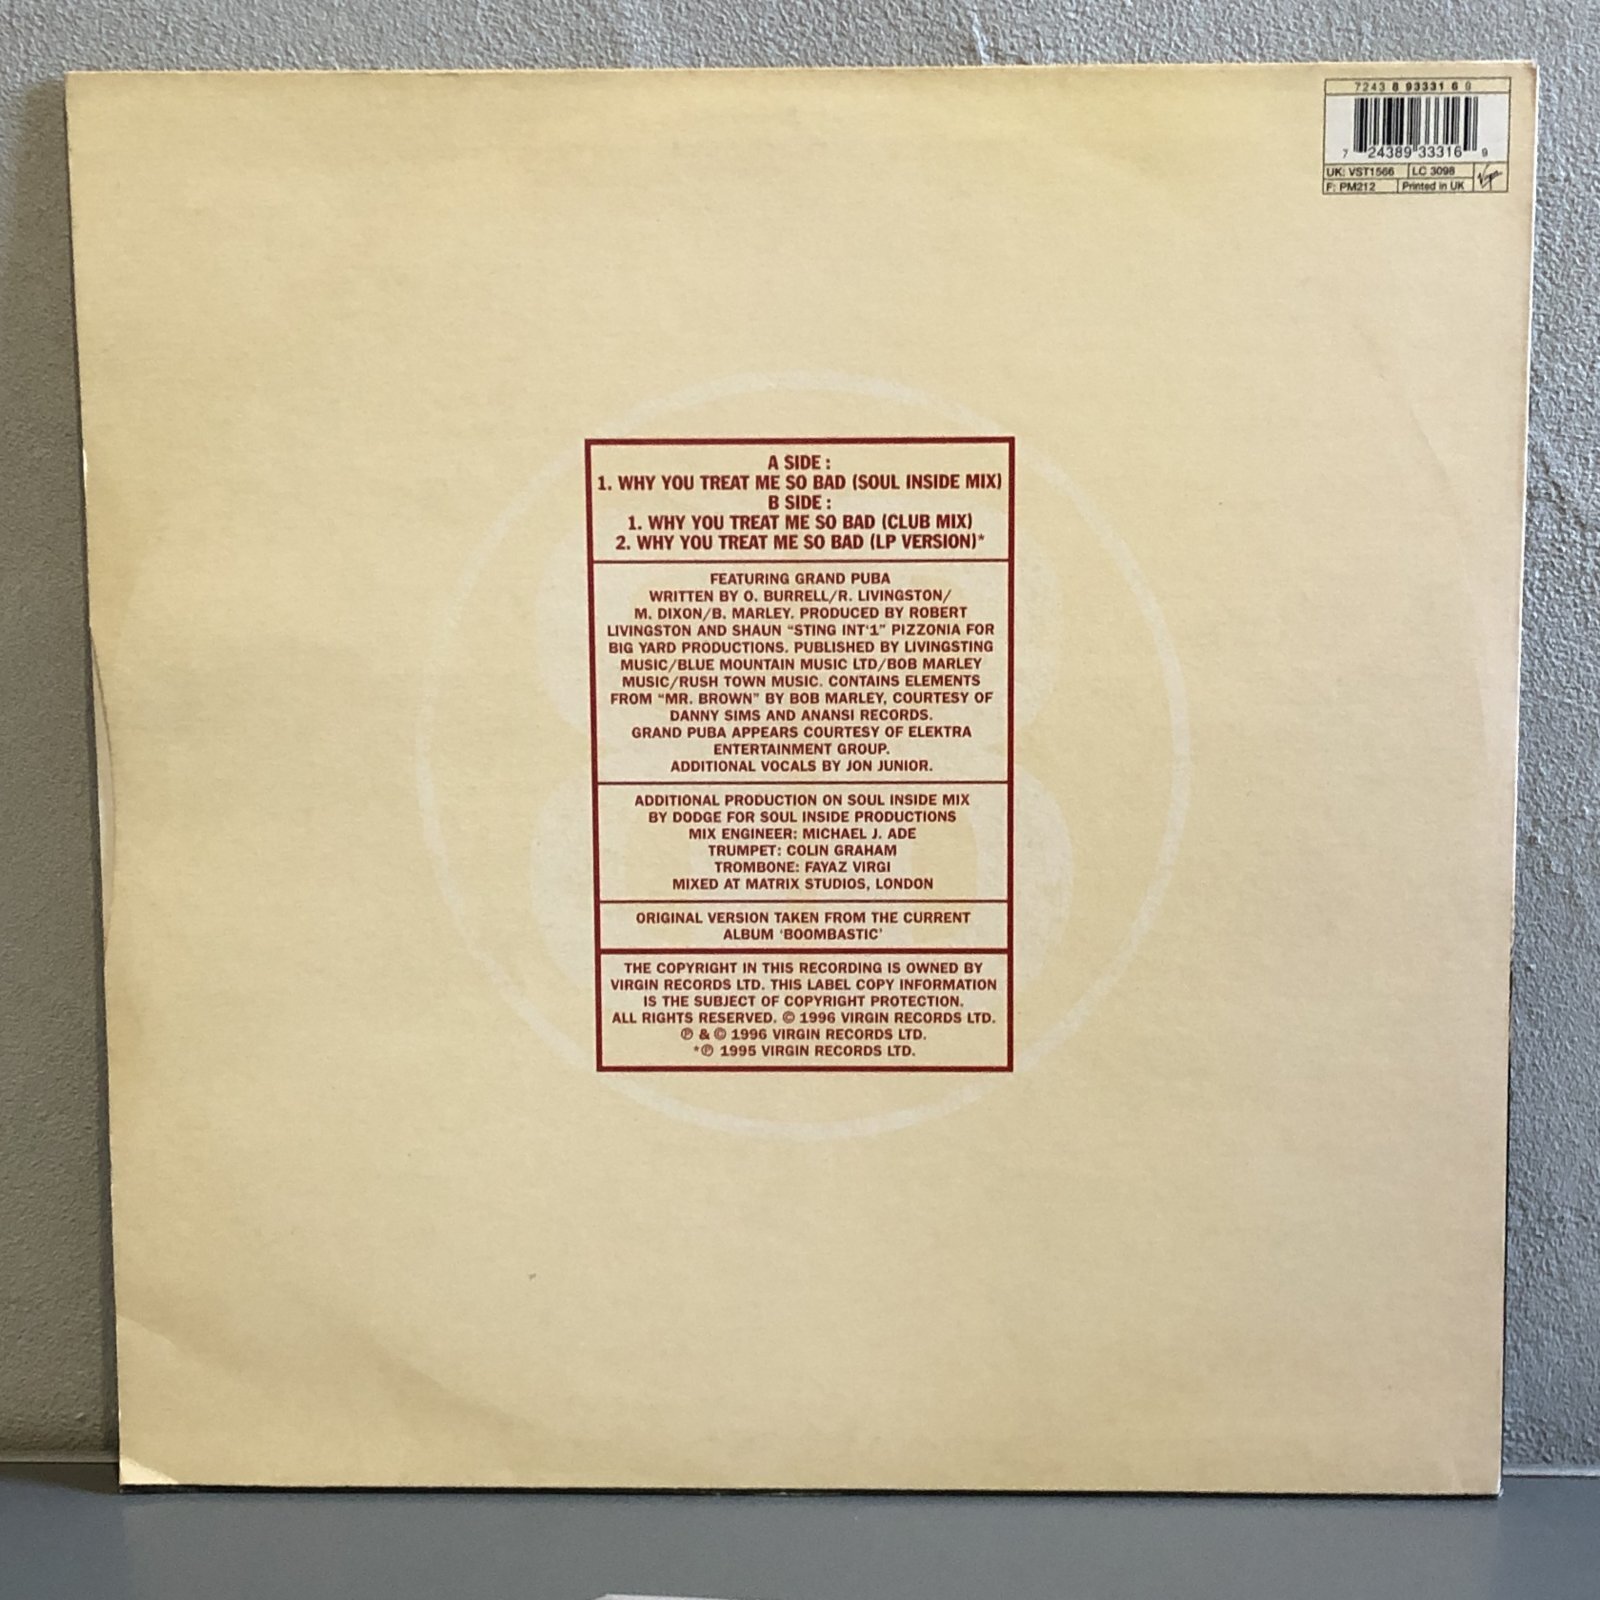 7243 8 93331 6 9
7 24389 33316 9
UK: VST1566 LC 3098
F: PM212 Printed in UK
Virgin
A SIDE :
1. WHY YOU TREAT ME SO BAD (SOUL INSIDE MIX)
B SIDE :
1. WHY YOU TREAT ME SO BAD (CLUB MIX)
2. WHY YOU TREAT ME SO BAD (LP VERSION)*
FEATURING GRAND PUBA
WRITTEN BY O. BURRELL/R. LIVINGSTON/
M. DIXON/B. MARLEY. PRODUCED BY ROBERT
LIVINGSTON AND SHAUN “STING INT‘1” PIZZONIA FOR
BIG YARD PRODUCTIONS. PUBLISHED BY LIVINGSTING
MUSIC/BLUE MOUNTAIN MUSIC LTD/BOB MARLEY
MUSIC/RUSH TOWN MUSIC. CONTAINS ELEMENTS
FROM “MR. BROWN” BY BOB MARLEY, COURTESY OF
DANNY SIMS AND ANANSI RECORDS.
GRAND PUBA APPEARS COURTESY OF ELEKTRA
ENTERTAINMENT GROUP.
ADDITIONAL VOCALS BY JON JUNIOR.
ADDITIONAL PRODUCTION ON SOUL INSIDE MIX
BY DODGE FOR SOUL INSIDE PRODUCTIONS
MIX ENGINEER: MICHAEL J. ADE
TRUMPET: COLIN GRAHAM
TROMBONE: FAYAZ VIRGI
MIXED AT MATRIX STUDIOS, LONDON
ORIGINAL VERSION TAKEN FROM THE CURRENT
ALBUM ‘BOOMBASTIC’
THE COPYRIGHT IN THIS RECORDING IS OWNED BY
VIRGIN RECORDS LTD. THIS LABEL COPY INFORMATION
IS THE SUBJECT OF COPYRIGHT PROTECTION.
ALL RIGHTS RESERVED. © 1996 VIRGIN RECORDS LTD.
℗ & © 1996 VIRGIN RECORDS LTD.
*℗ 1995 VIRGIN RECORDS LTD.